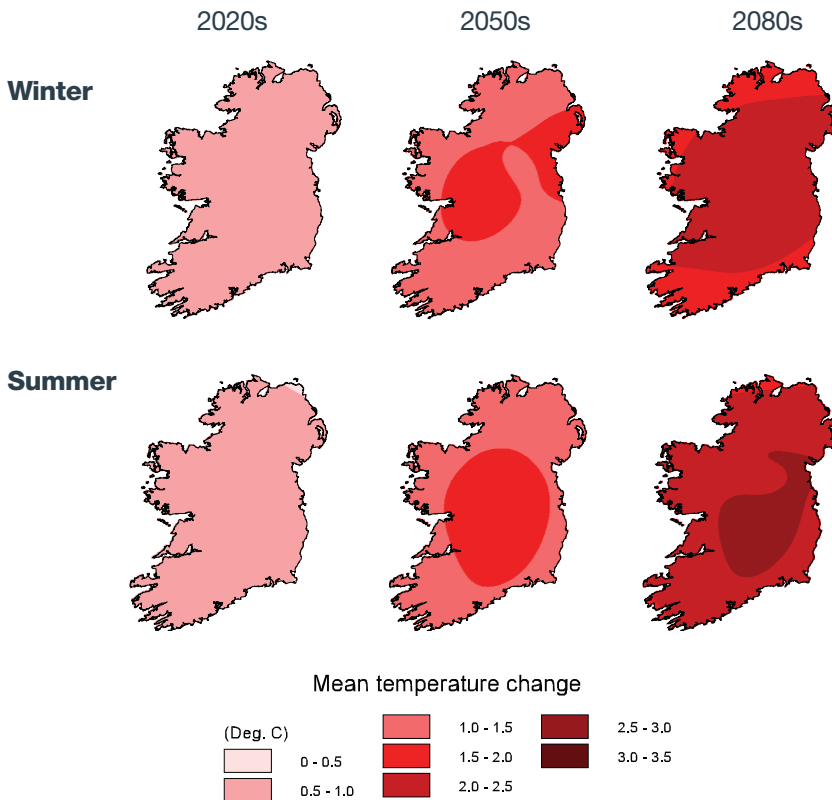 2020s 2050s 2080s
Winter
Summer
Mean temperature change
(Deg. C)
0 - 0.5
0.5 - 1.0
1.0 - 1.5
1.5 - 2.0
2.0 - 2.5
2.5 - 3.0
3.0 - 3.5